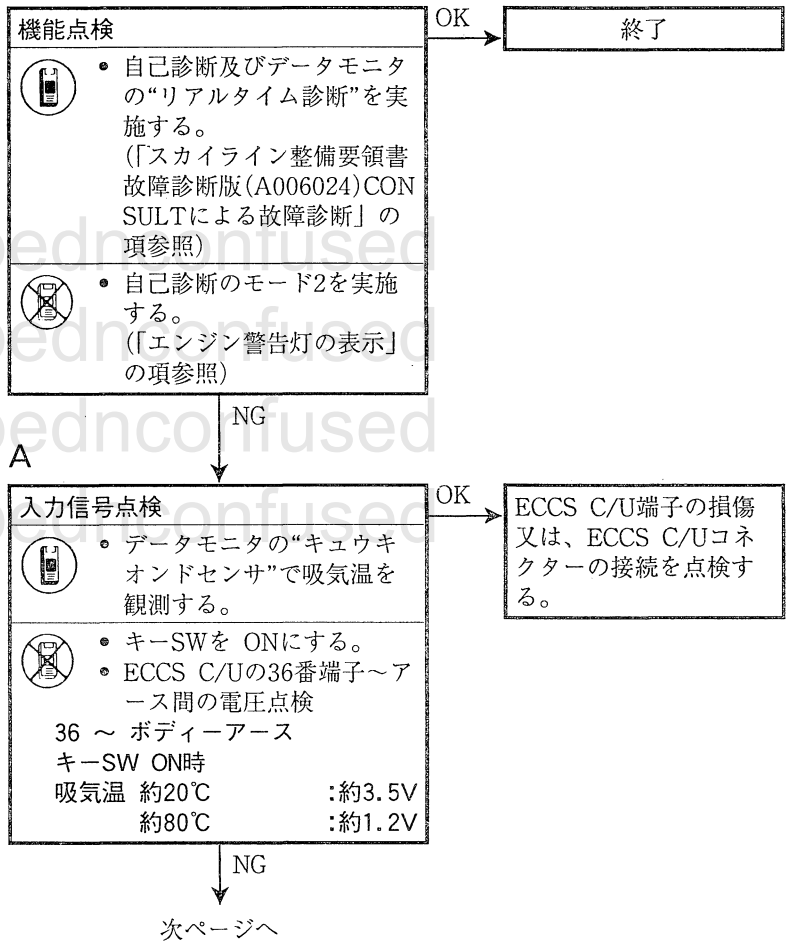 機能点検
OK
終了
● 自己診断及びデータモニタ
の“リアルタイム診断”を実
施する。
(「スカイライン整備要領書
故障診断版(A006024)CON
SULTによる故障診断」の
項参照)
● 自己診断のモード2を実施
する。
(「エンジン警告灯の表示」
の項参照)
NG
A
入力信号点検
OK
ECCS C/U端子の損傷
又は、ECCS C/Uコネ
クターの接続を点検す
る。
● データモニタの“キュウキ
オンドセンサ”で吸気温を
観測する。
● キーSWを ONにする。
● ECCS C/Uの36番端子～ア
ース間の電圧点検
36 ～ ボディーアース
キーSW ON時
吸気温 約20℃ :約3.5V
約80℃ :約1.2V
NG
次ページへ
pednconfused
pednconfused
pednconfused
pednconfused